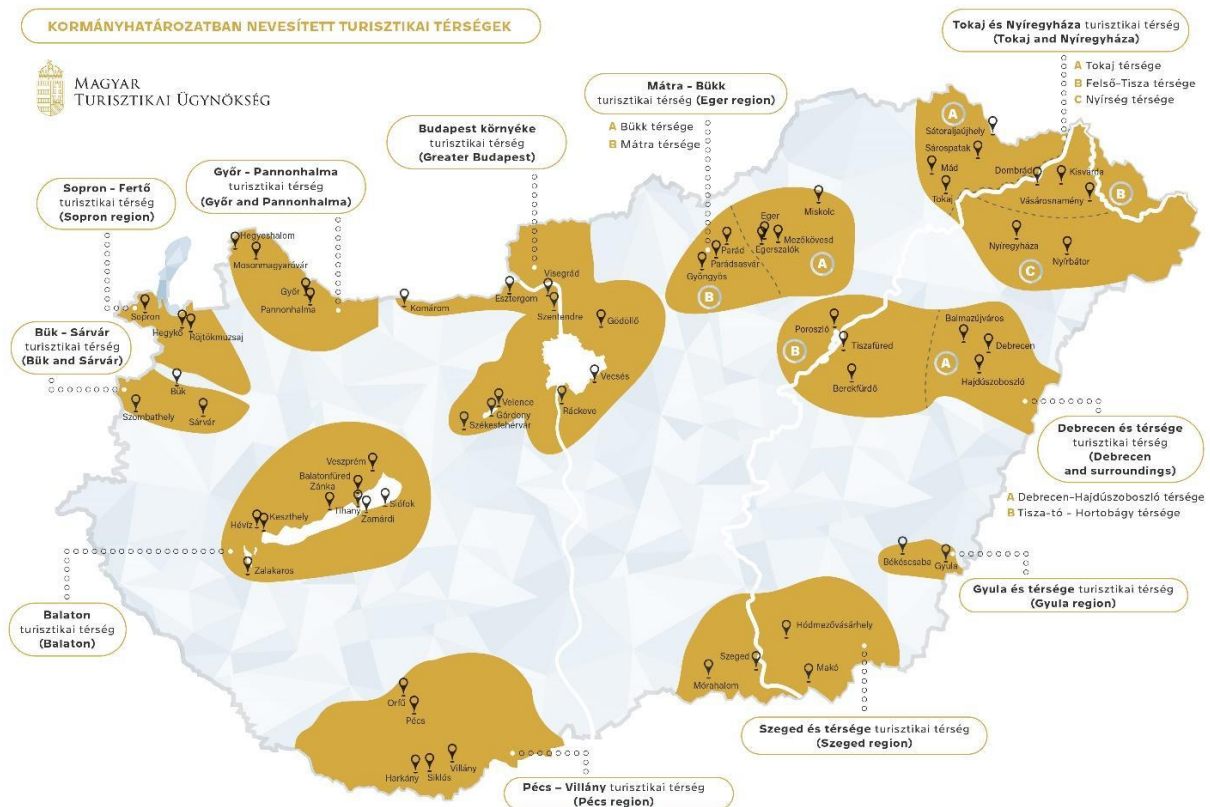 KORMÁNYHATÁROZATBAN NEVESÍTETT TURISZTIKAI TÉRSÉGEK
MAGYAR
TURISZTIKAI ÜGYNÖKSÉG
Sopron – Fertő
turisztikai térség
(Sopron region)
Győr – Pannonhalma
turisztikai térség
(Győr and Pannonhalma)
Budapest környéke
turisztikai térség
(Greater Budapest)
Mátra – Bükk
turisztikai térség (Eger region)
A Bükk térsége
B Mátra térsége
Tokaj és Nyíregyháza turisztikai térség
(Tokaj and Nyíregyháza)
A Tokaj térsége
B Felső-Tisza térsége
C Nyírség térsége
Bük – Sárvár
turisztikai térség
(Bük and Sárvár)
Hegyeshalom
Mosonmagyaróvár
Győr
Pannonhalma
Sopron
Hegykő
Röjtökmuzsaj
Bük
Szombathely
Sárvár
Komárom
Esztergom
Visegrád
Szentendre
Gödöllő
Vecsés
Ráckeve
Velence
Gárdony
Székesfehérvár
A
B
Miskolc
Eger
Mezőkövesd
Egerszalók
Parád
Parádsasvár
Gyöngyös
A
B
C
Sátoraljaújhely
Sárospatak
Mád
Tokaj
Dombrád
Kisvárda
Vásárosnamény
Nyíregyháza
Nyírbátor
B
A
Poroszló
Tiszafüred
Berekfürdő
Balmazújváros
Debrecen
Hajdúszoboszló
Debrecen és térsége
turisztikai térség
(Debrecen
and surroundings)
A Debrecen-Hajdúszoboszló térsége
B Tisza-tó – Hortobágy térsége
Veszprém
Balatonfüred
Zánka
Tihany
Zamárdi
Siófok
Hévíz
Keszthely
Zalakaros
Balaton
turisztikai térség
(Balaton)
Békéscsaba
Gyula
Gyula és térsége turisztikai térség
(Gyula region)
Hódmezővásárhely
Szeged
Makó
Mórahalom
Szeged és térsége turisztikai térség
(Szeged region)
Orfű
Pécs
Harkány
Siklós
Villány
Pécs – Villány turisztikai térség
(Pécs region)